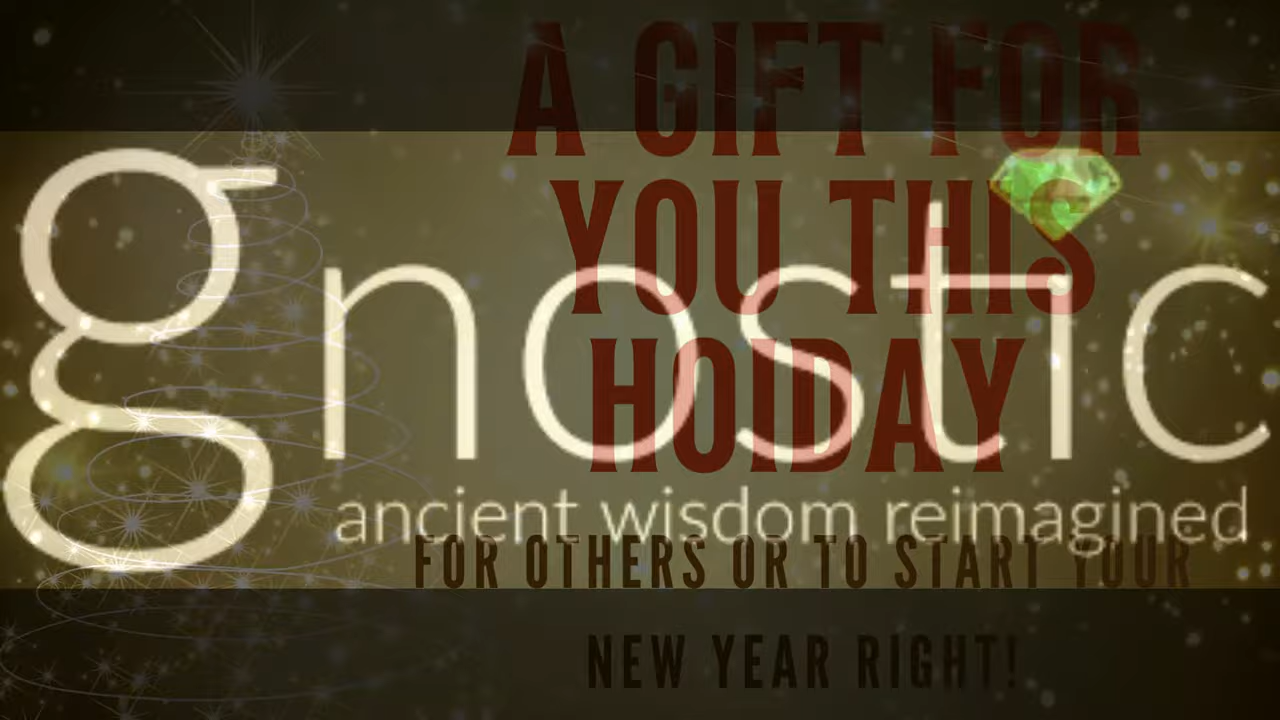 A GIFT FOR
YOU THIS
HOIDAY
gnostic
ancient wisdom reimagined
FOR OTHERS OR TO START YOUR
NEW YEAR RIGHT!